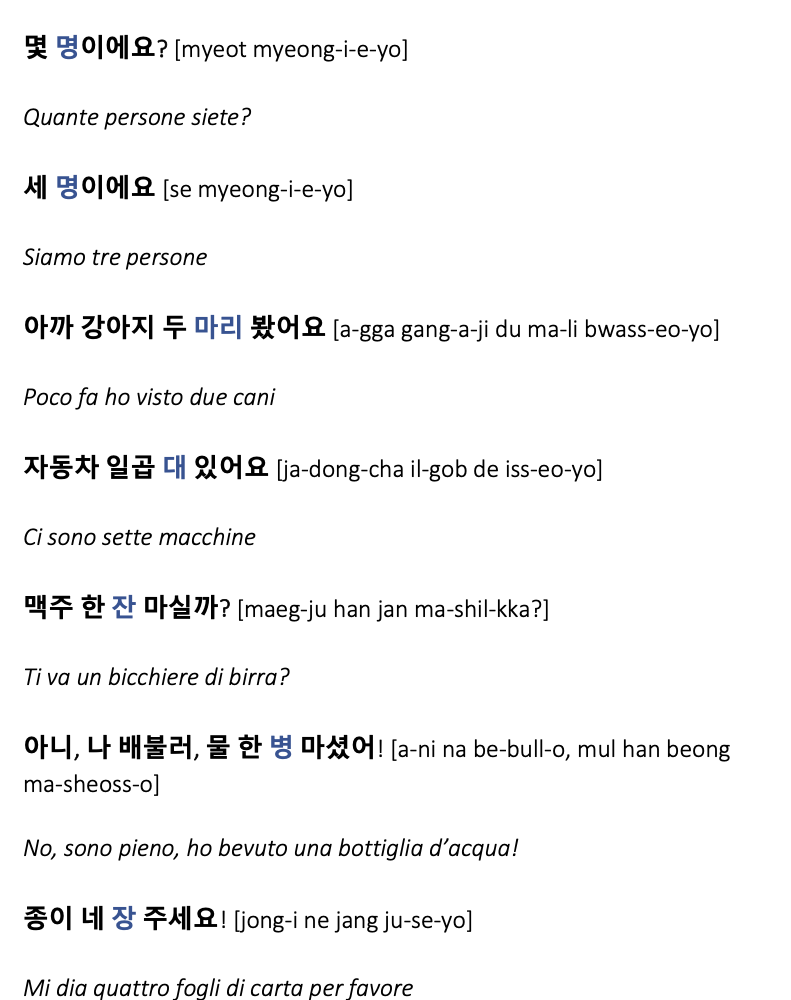 몇 명이에요? [myeot myeong-i-e-yo]
Quante persone siete?
세 명이에요 [se myeong-i-e-yo]
Siamo tre persone
아까 강아지 두 마리 봤어요 [a-gga gang-a-ji du ma-li bwass-eo-yo]
Poco fa ho visto due cani
자동차 일곱 대 있어요 [ja-dong-cha il-gob de iss-eo-yo]
Ci sono sette macchine
맥주 한 잔 마실까? [maeg-ju han jan ma-shil-kka?]
Ti va un bicchiere di birra?
아니, 나 배불러, 물 한 병 마셨어! [a-ni na be-bull-o, mul han beong
ma-sheoss-o]
No, sono pieno, ho bevuto una bottiglia d’acqua!
종이 네 장 주세요! [jong-i ne jang ju-se-yo]
Mi dia quattro fogli di carta per favore